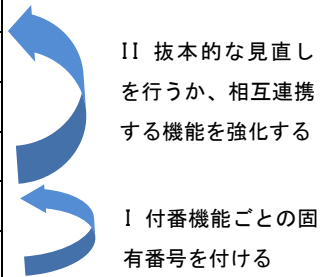 II 抜本的な見直し
を行うか、相互連携
する機能を強化する
I 付番機能ごとの固
有番号を付ける